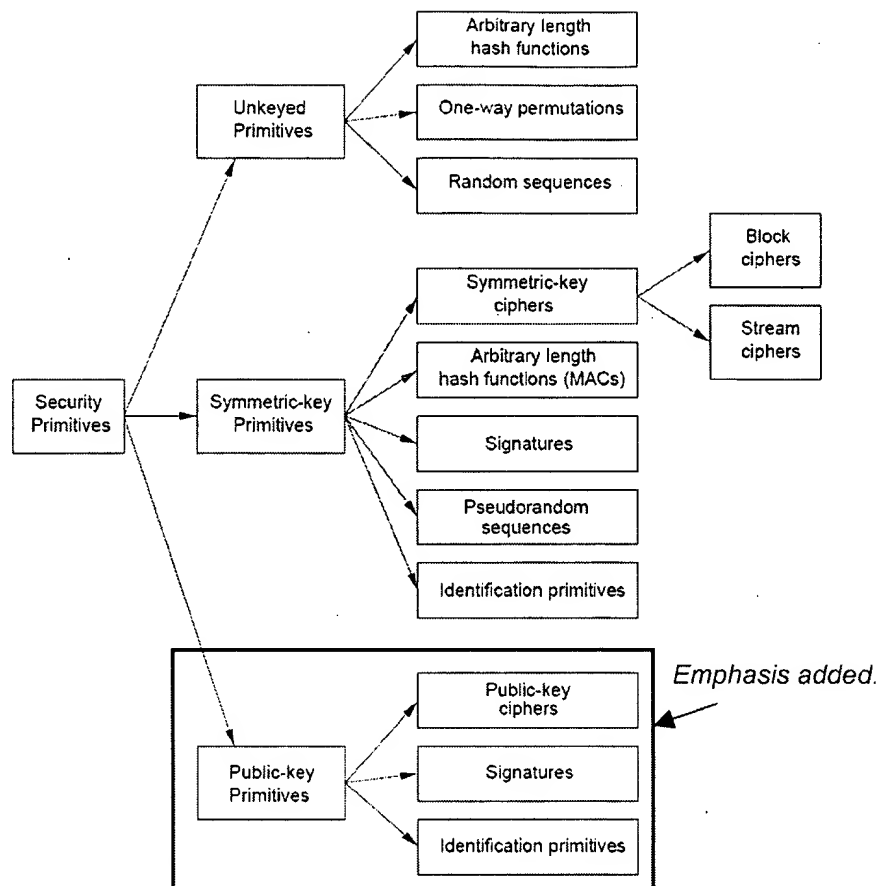 Arbitrary length
hash functions
Unkeyed
Primitives
One-way permutations
Random sequences
Block
ciphers
Symmetric-key
ciphers
Stream
ciphers
Arbitrary length
hash functions (MACs)
Security
Primitives
Symmetric-key
Primitives
Signatures
Pseudorandom
sequences
Identification primitives
Emphasis added.
Public-key
ciphers
Public-key
Primitives
Signatures
Identification primitives